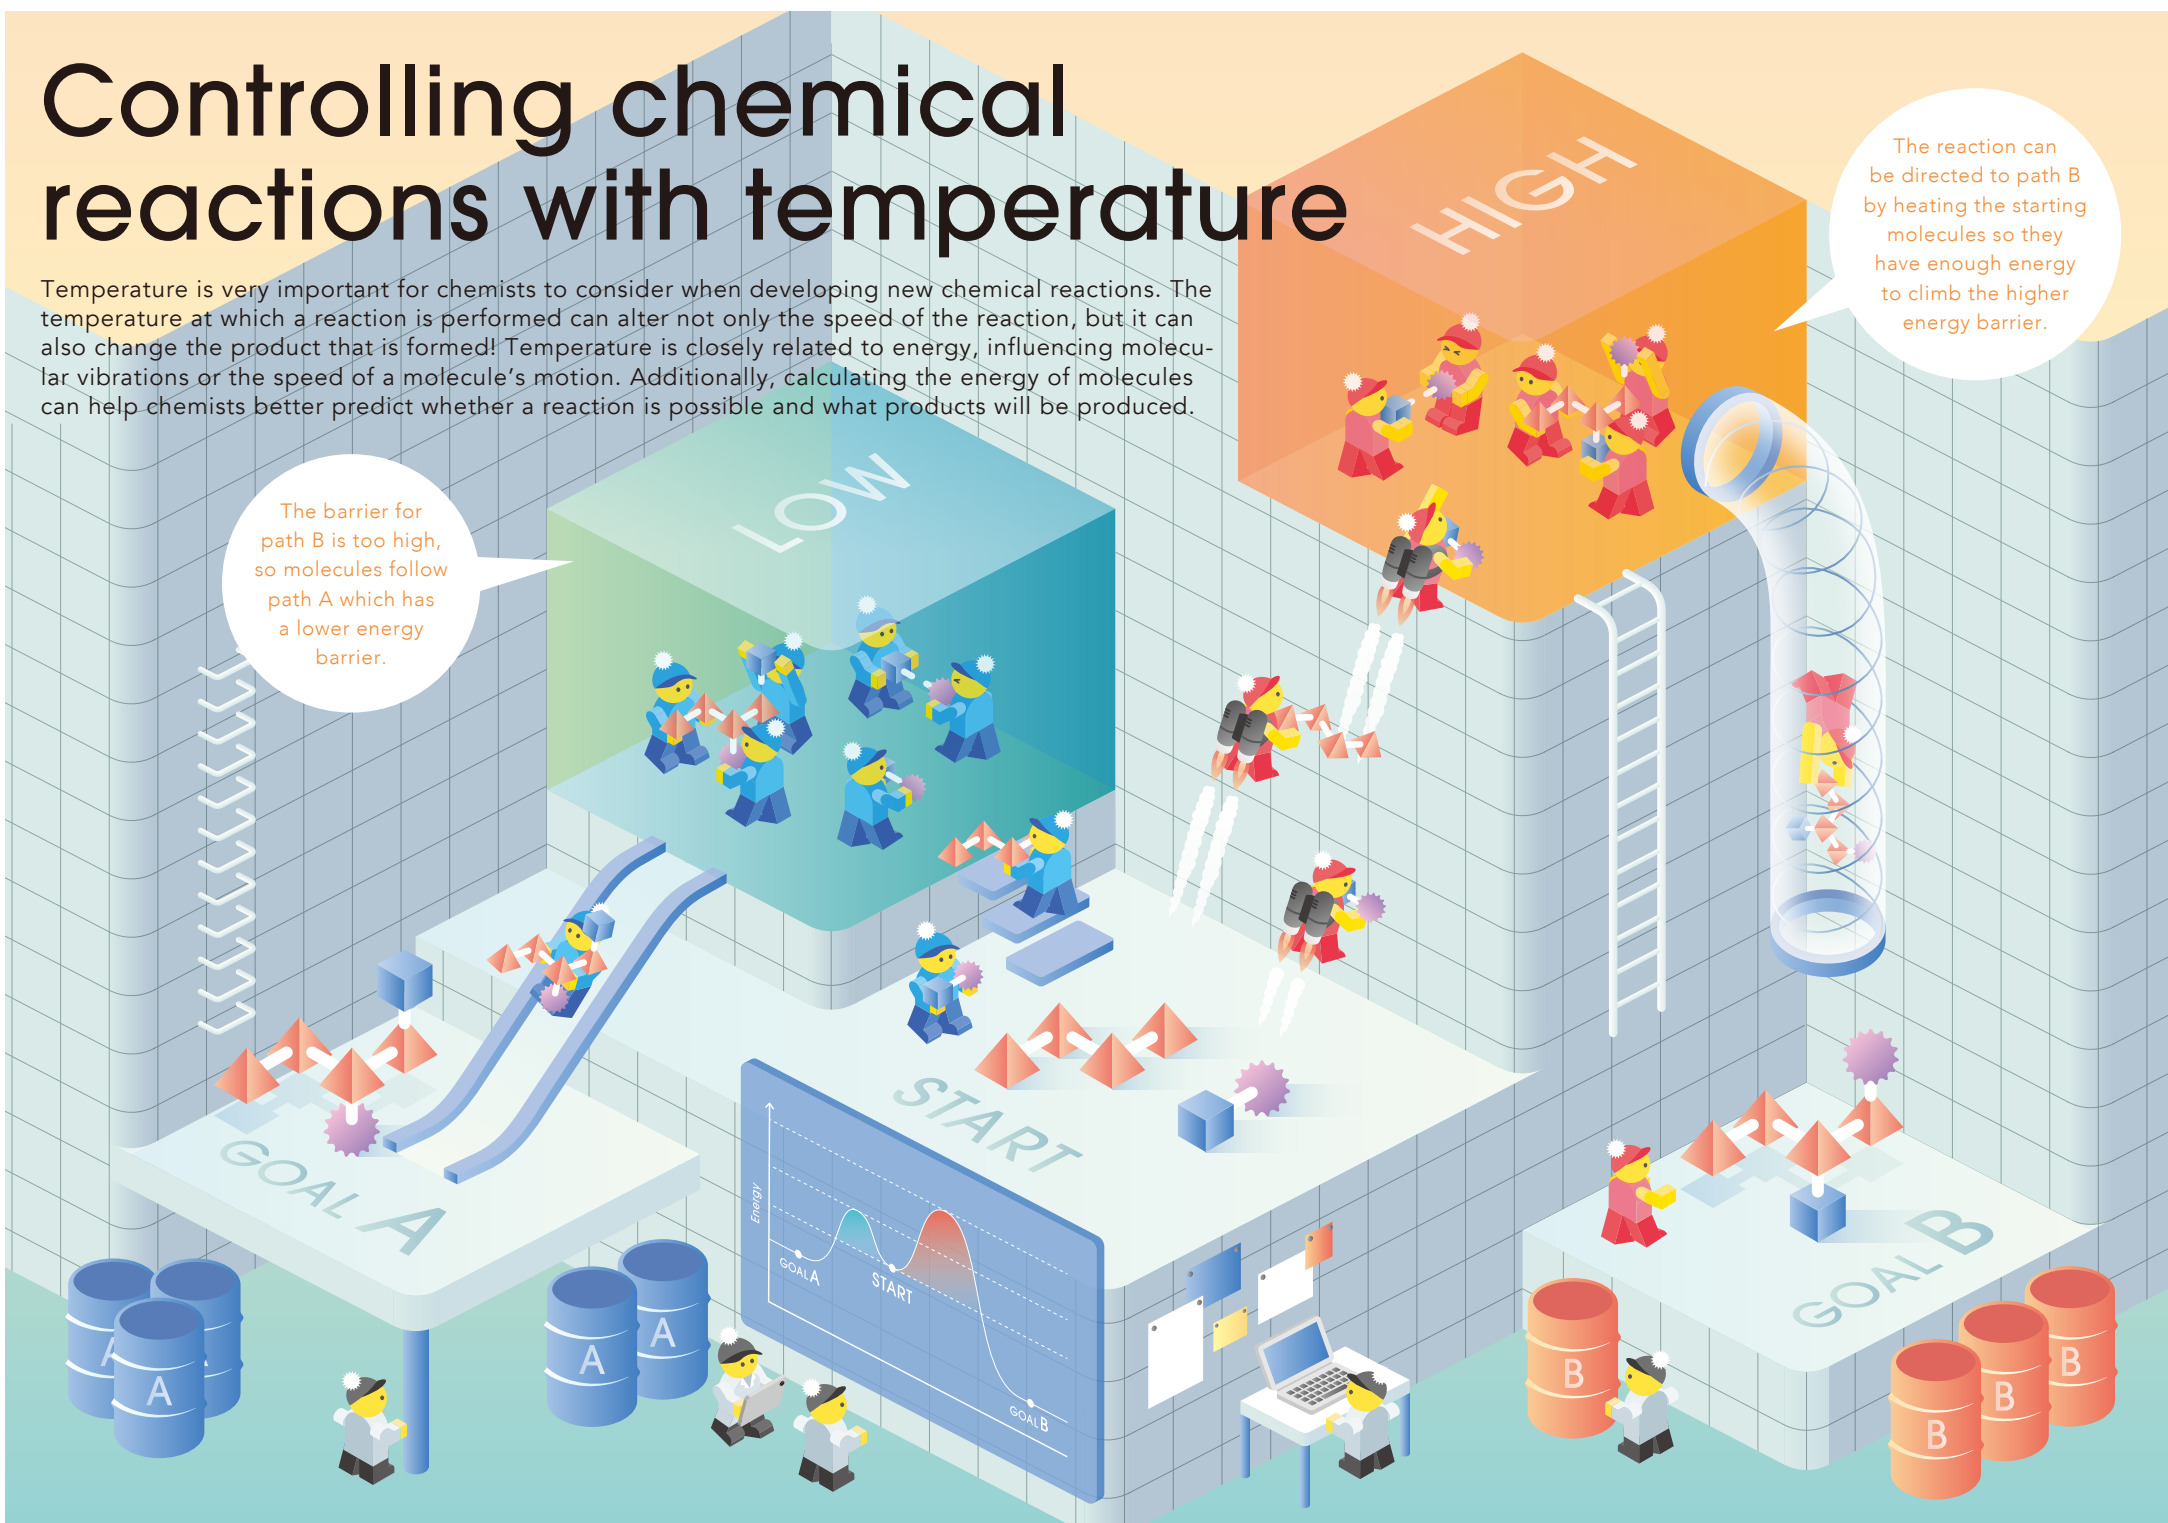 Controlling chemical
reactions with temperature
Temperature is very important for chemists to consider when developing new chemical reactions. The
temperature at which a reaction is performed can alter not only the speed of the reaction, but it can
also change the product that is formed! Temperature is closely related to energy, influencing molecu-
lar vibrations or the speed of a molecule's motion. Additionally, calculating the energy of molecules
can help chemists better predict whether a reaction is possible and what products will be produced.
HIGH
The reaction can
be directed to path B
by heating the starting
molecules so they
have enough energy
to climb the higher
energy barrier.
LOW
The barrier for
path B is too high,
so molecules follow
path A which has
a lower energy
barrier.
START
GOAL A
GOAL B
Energy
GOAL A
START
GOAL B
A
A
A
A
A
B
B
B
B